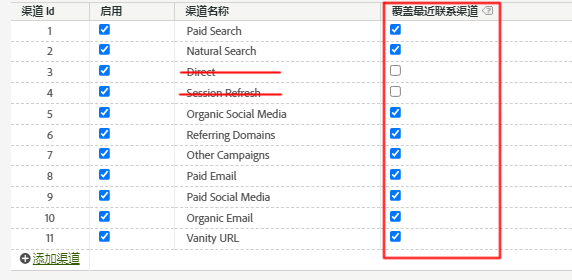 渠道 Id 启用 渠道名称 覆盖最近联系渠道
1 Paid Search
2 Natural Search
3 Direct
4 Session Refresh
5 Organic Social Media
6 Referring Domains
7 Other Campaigns
8 Paid Email
9 Paid Social Media
10 Organic Email
11 Vanity URL
添加渠道